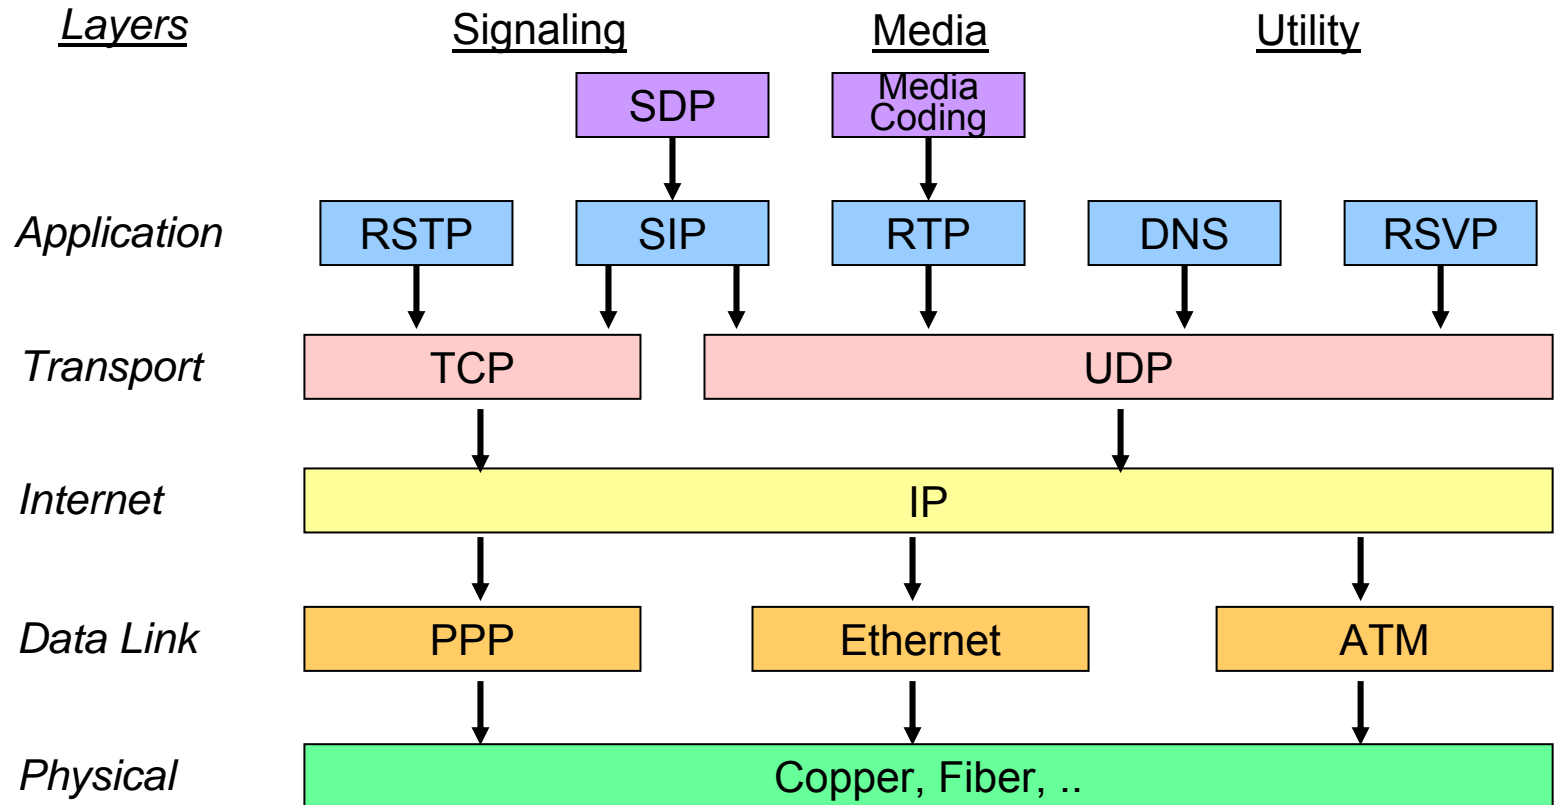 Layers Signaling Media Utility
SDP Media
Coding
Application RSTP SIP RTP DNS RSVP
Transport TCP UDP
Internet IP
Data Link PPP Ethernet ATM
Physical Copper, Fiber, ..